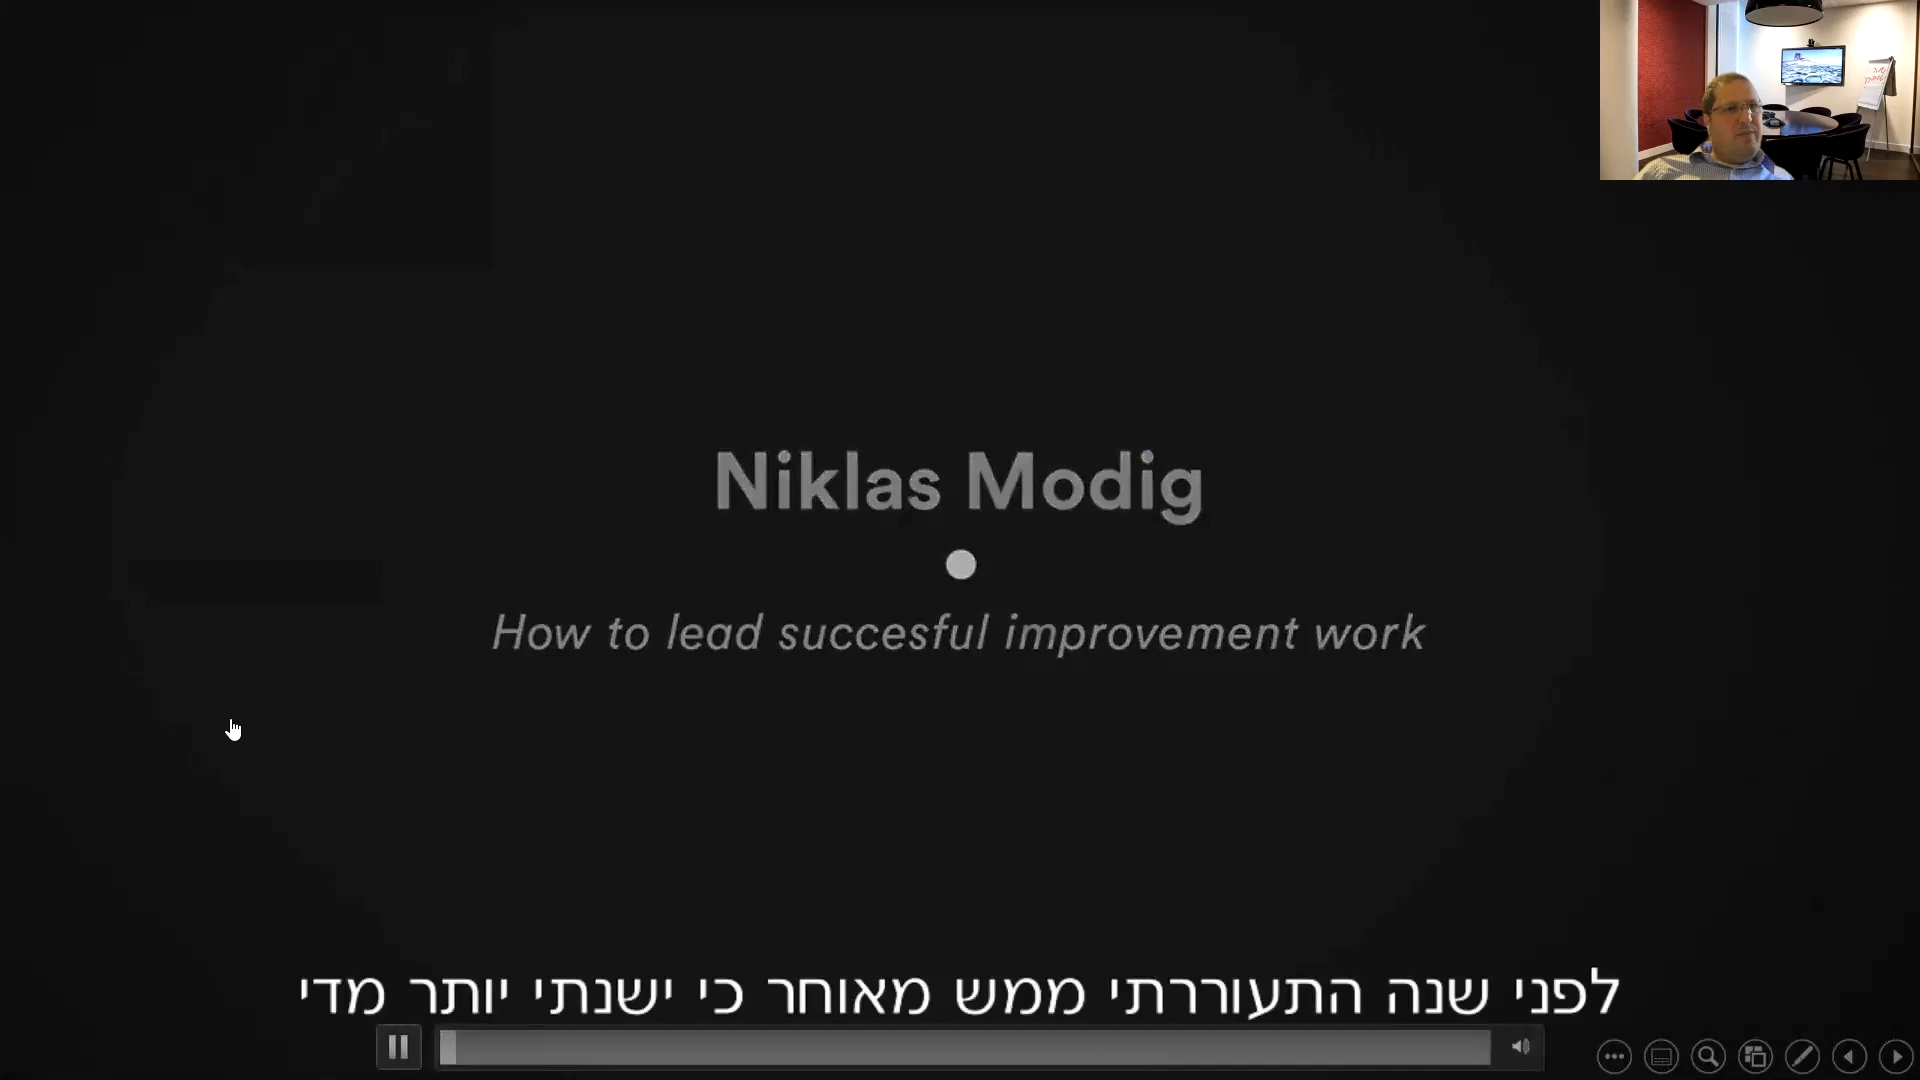 Niklas Modig
How to lead succesful improvement work
לפני שנה התעוררתי ממש מאוחר כי ישנתי יותר מדי